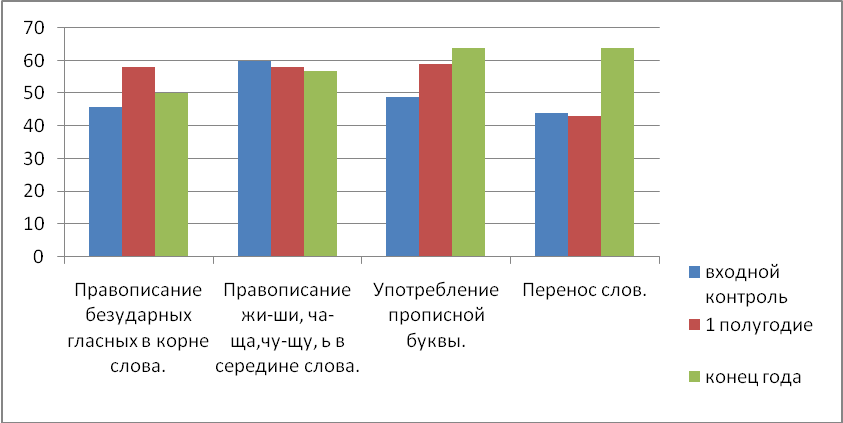 70
60
50
40
30
20
10
0
Правописание
безударных
гласных в корне
слова.
Правописание
жи-ши, ча-
ща,чу-щу, ь в
середине слова.
Употребление
прописной
буквы.
Перенос слов.
входной
контроль
1 полугодие
конец года